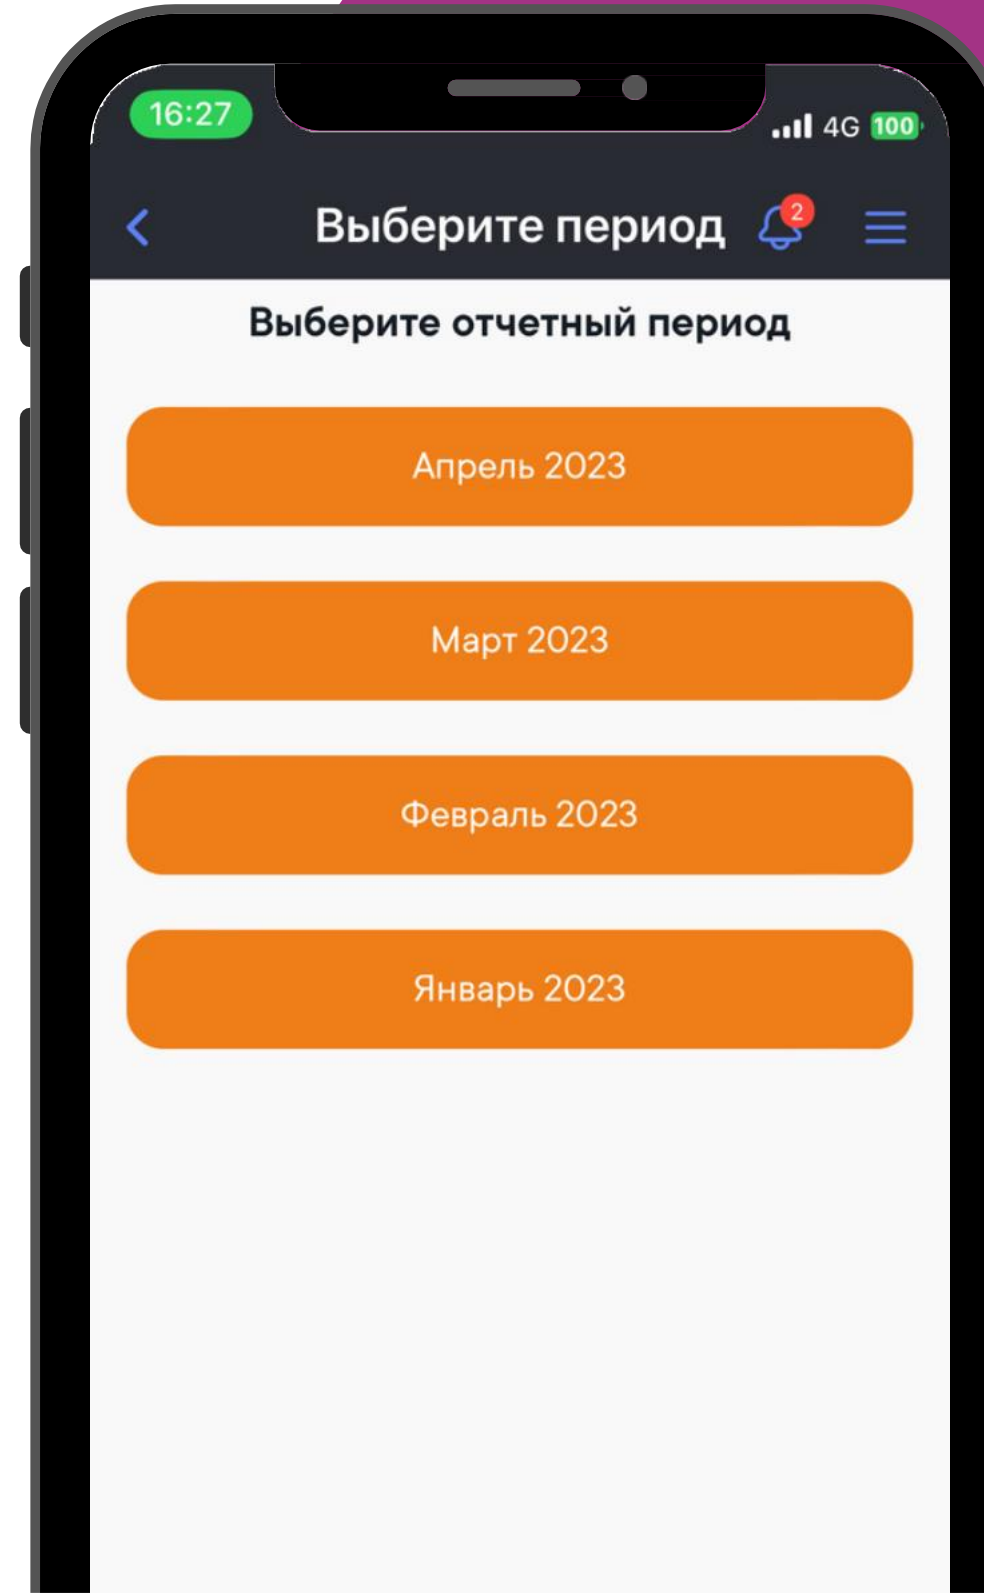 16:27
4G 100
Выберите период 2
Выберите отчетный период
Апрель 2023
Март 2023
Февраль 2023
Январь 2023